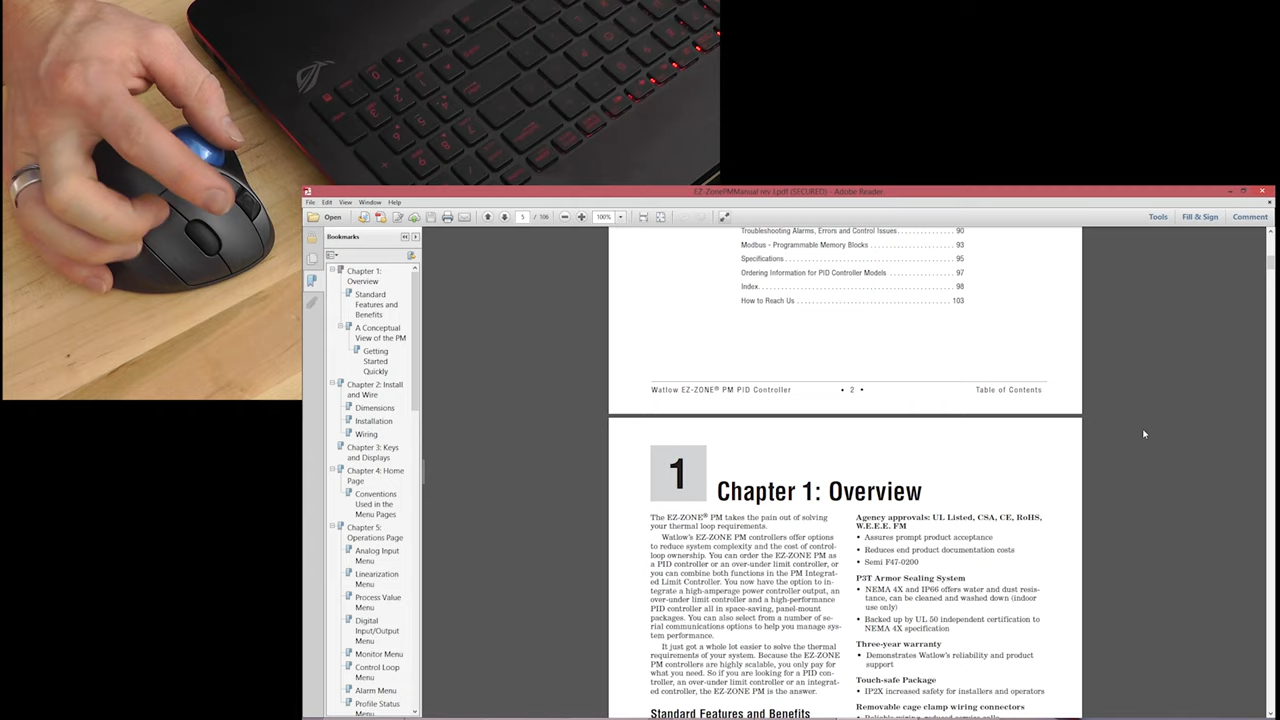 EZ-ZonePMManual rev I.pdf (SECURED) - Adobe Reader
File Edit View Window Help
Open 5 / 106 100% Tools Fill & Sign Comment
Bookmarks
Chapter 1:
Overview
Standard
Features and
Benefits
A Conceptual
View of the PM
Getting
Started
Quickly
Chapter 2: Install
and Wire
Dimensions
Installation
Wiring
Chapter 3: Keys
and Displays
Chapter 4: Home
Page
Conventions
Used in the
Menu Pages
Chapter 5:
Operations Page
Analog Input
Menu
Linearization
Menu
Process Value
Menu
Digital
Input/Output
Menu
Monitor Menu
Control Loop
Menu
Alarm Menu
Profile Status
Menu
Troubleshooting Alarms, Errors and Control Issues. . . . . . . . . . . . . . . . 90
Modbus - Programmable Memory Blocks . . . . . . . . . . . . . . . . . . . . . . . 93
Specifications. . . . . . . . . . . . . . . . . . . . . . . . . . . . . . . . . . . . . . . . . . . . . 95
Ordering Information for PID Controller Models . . . . . . . . . . . . . . . . . . 97
Index. . . . . . . . . . . . . . . . . . . . . . . . . . . . . . . . . . . . . . . . . . . . . . . . . . . 98
How to Reach Us . . . . . . . . . . . . . . . . . . . . . . . . . . . . . . . . . . . . . . . . 103
Watlow EZ-ZONE® PM PID Controller • 2 • Table of Contents
1
Chapter 1: Overview
The EZ-ZONE® PM takes the pain out of solving
your thermal loop requirements.
Watlow's EZ-ZONE PM controllers offer options
to reduce system complexity and the cost of control-
loop ownership. You can order the EZ-ZONE PM as
a PID controller or an over-under limit controller, or
you can combine both functions in the PM Integrat-
ed Limit Controller. You now have the option to in-
tegrate a high-amperage power controller output, an
over-under limit controller and a high-performance
PID controller all in space-saving, panel-mount
packages. You can also select from a number of se-
rial communications options to help you manage sys-
tem performance.
It just got a whole lot easier to solve the thermal
requirements of your system. Because the EZ-ZONE
PM controllers are highly scalable, you only pay for
what you need. So if you are looking for a PID con-
troller, an over-under limit controller or an integrat-
ed controller, the EZ-ZONE PM is the answer.
Standard Features and Benefits
Agency approvals: UL Listed, CSA, CE, RoHS,
W.E.E.E. FM
• Assures prompt product acceptance
• Reduces end product documentation costs
• Semi F47-0200
P3T Armor Sealing System
• NEMA 4X and IP66 offers water and dust resis-
tance, can be cleaned and washed down (indoor
use only)
• Backed up by UL 50 independent certification to
NEMA 4X specification
Three-year warranty
• Demonstrates Watlow's reliability and product
support
Touch-safe Package
• IP2X increased safety for installers and operators
Removable cage clamp wiring connectors
• Reliable wiring, reduced service calls